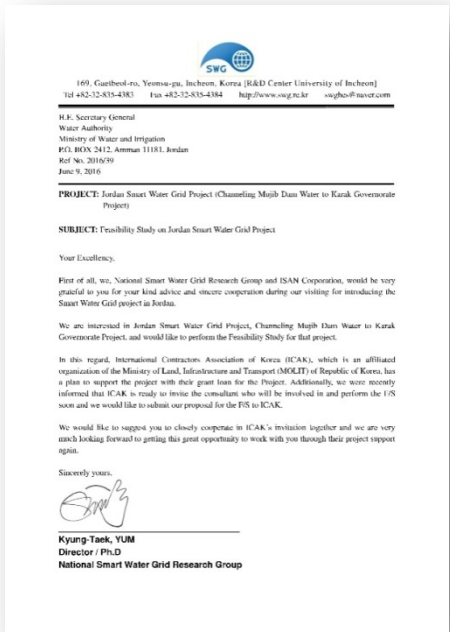 SWG
169, Gaetbeol-ro, Yeonsu-gu, Incheon, Korea [R&D Center University of Incheon]
Tel +82-32-835-4383 Fax +82-32-835-4384 http://www.swg.re.kr swghes@naver.com
H.E. Secretary General
Water Authority
Ministry of Water and Irrigation
P.O. BOX 2412, Amman 11181, Jordan
Ref No. 2016/39
June 9, 2016
PROJECT: Jordan Smart Water Grid Project (Channeling Mujib Dam Water to Karak Governorate
Project)
SUBJECT: Feasibility Study on Jordan Smart Water Grid Project
Your Excellency,
First of all, we, National Smart Water Grid Research Group and ISAN Corporation, would be very
grateful to you for your kind advice and sincere cooperation during our visiting for introducing the
Smart Water Grid project in Jordan.
We are interested in Jordan Smart Water Grid Project, Channeling Mujib Dam Water to Karak
Governorate Project, and would like to perform the Feasibility Study for that project.
In this regard, International Contractors Association of Korea (ICAK), which is an affiliated
organization of the Ministry of Land, Infrastructure and Transport (MOLIT) of Republic of Korea, has
a plan to support the project with their grant loan for the Project. Additionally, we were recently
informed that ICAK is ready to invite the consultant who will be involved in and perform the F/S
soon and we would like to submit our proposal for the F/S to ICAK.
We would like to suggest you to closely cooperate in ICAK's invitation together and we are very
much looking forward to getting this great opportunity to work with you through their project support
again.
Sincerely yours,
Kyung-Taek, YUM
Director / Ph.D
National Smart Water Grid Research Group